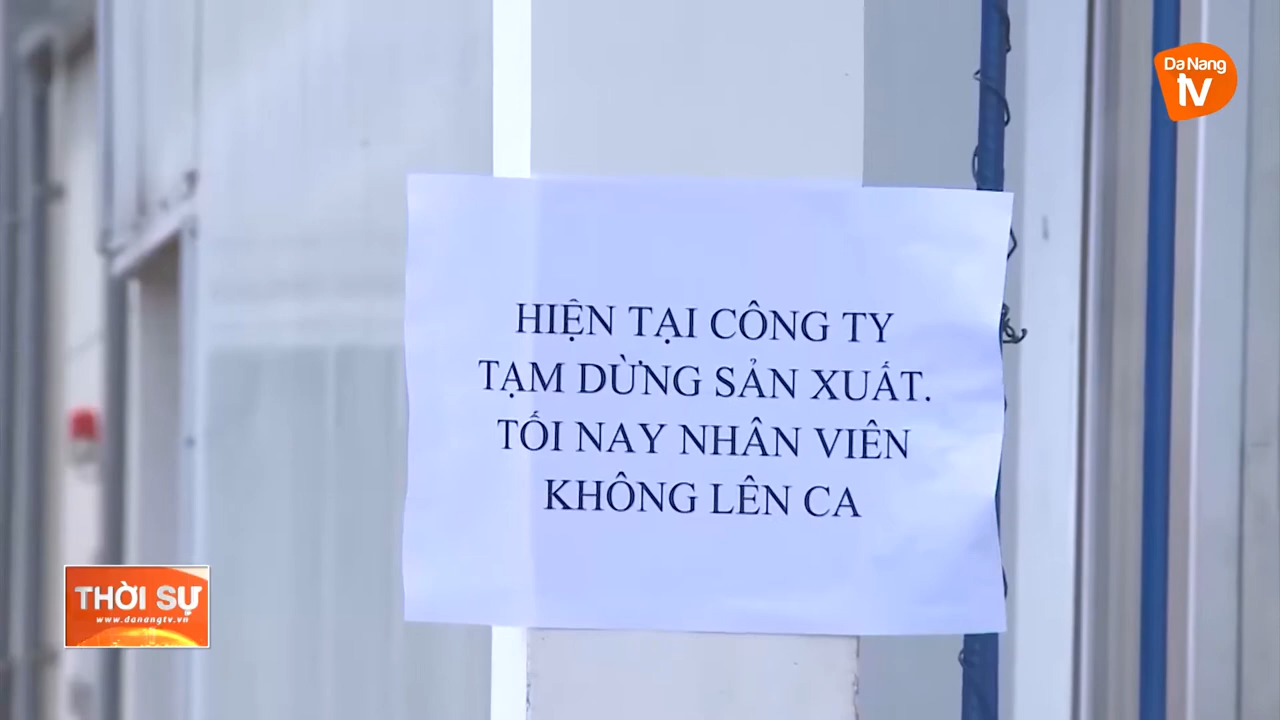 Da Nang
tv
HIỆN TẠI CÔNG TY
TẠM DỪNG SẢN XUẤT.
TỐI NAY NHÂN VIÊN
KHÔNG LÊN CA
THỜI SỰ
www.danangtv.vn